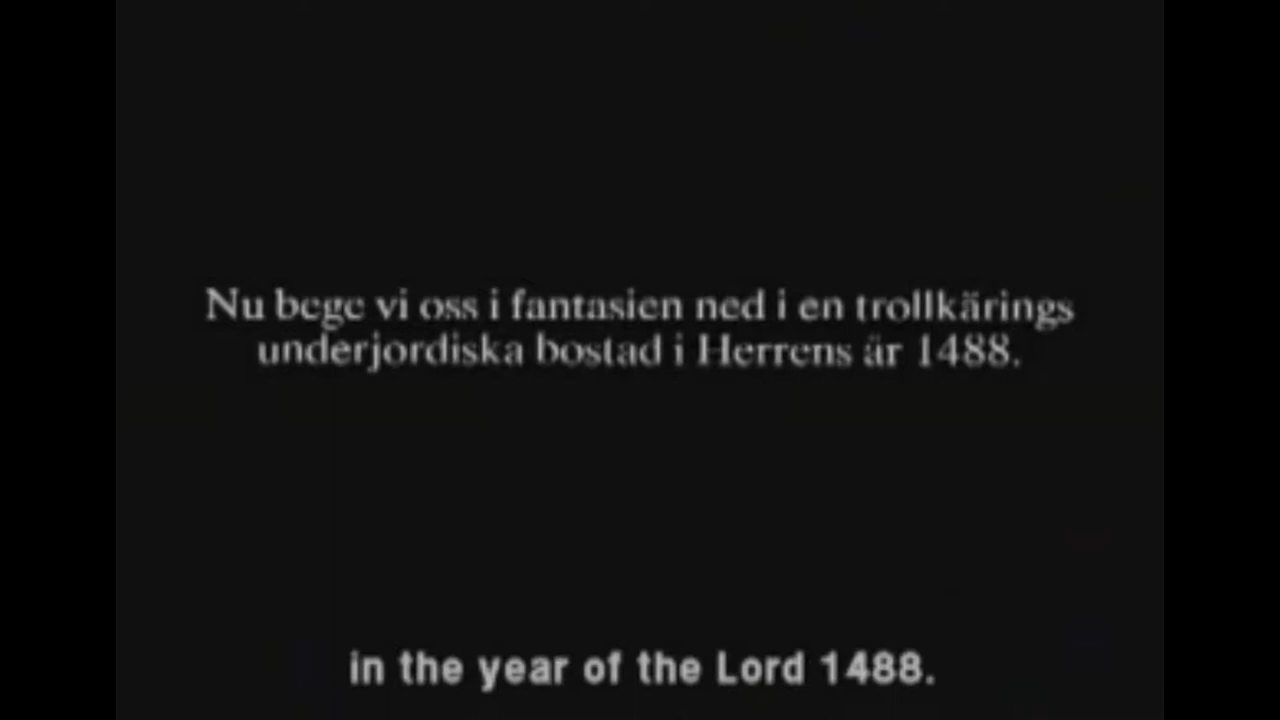 Nu bege vi oss i fantasien ned i en trollkärings
underjordiska bostad i Herrens år 1488.
in the year of the Lord 1488.